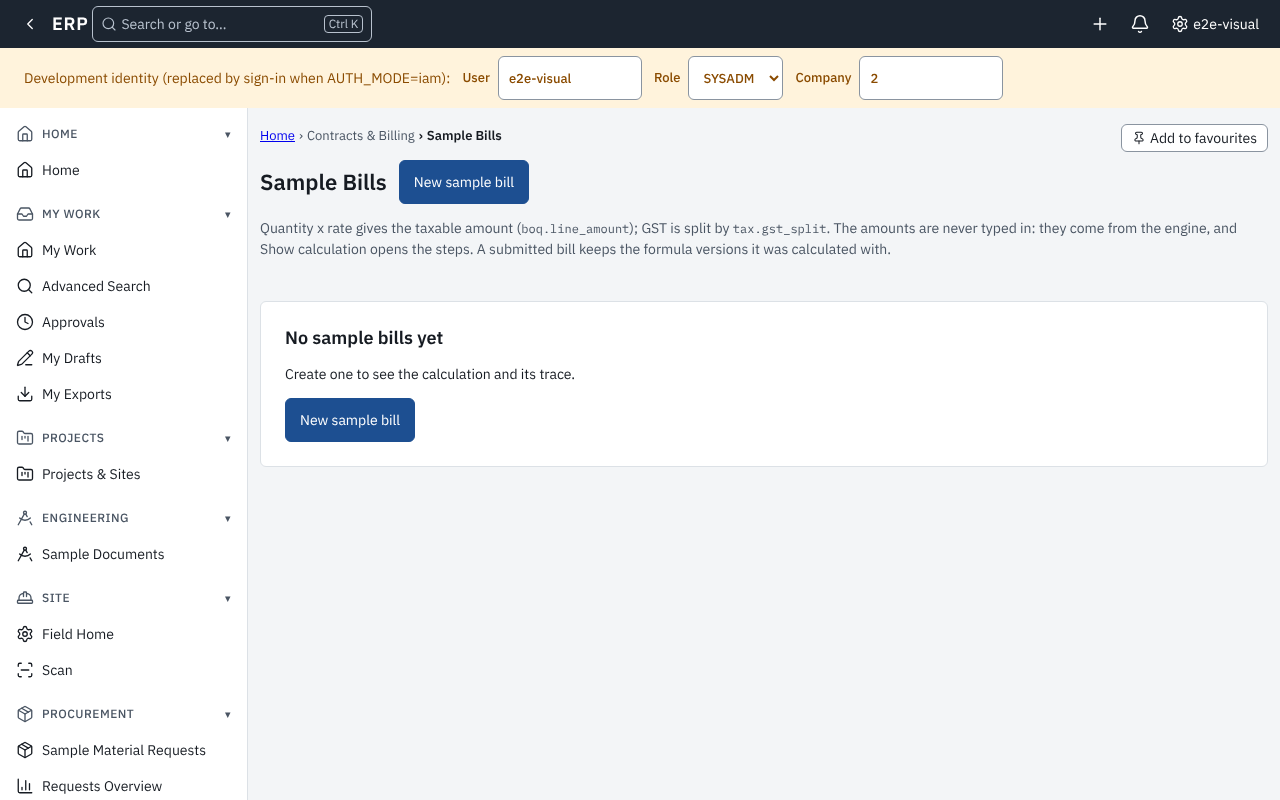 ERP
Search or go to...
Ctrl K
e2e-visual
Development identity (replaced by sign-in when AUTH_MODE=iam):
User
e2e-visual
Role
SYSADM
Company
2
HOME
Home
MY WORK
My Work
Advanced Search
Approvals
My Drafts
My Exports
PROJECTS
Projects & Sites
ENGINEERING
Sample Documents
SITE
Field Home
Scan
PROCUREMENT
Sample Material Requests
Requests Overview
Home › Contracts & Billing › Sample Bills
Add to favourites
Sample Bills
New sample bill
Quantity x rate gives the taxable amount (boq.line_amount); GST is split by tax.gst_split. The amounts are never typed in: they come from the engine, and
Show calculation opens the steps. A submitted bill keeps the formula versions it was calculated with.
No sample bills yet
Create one to see the calculation and its trace.
New sample bill